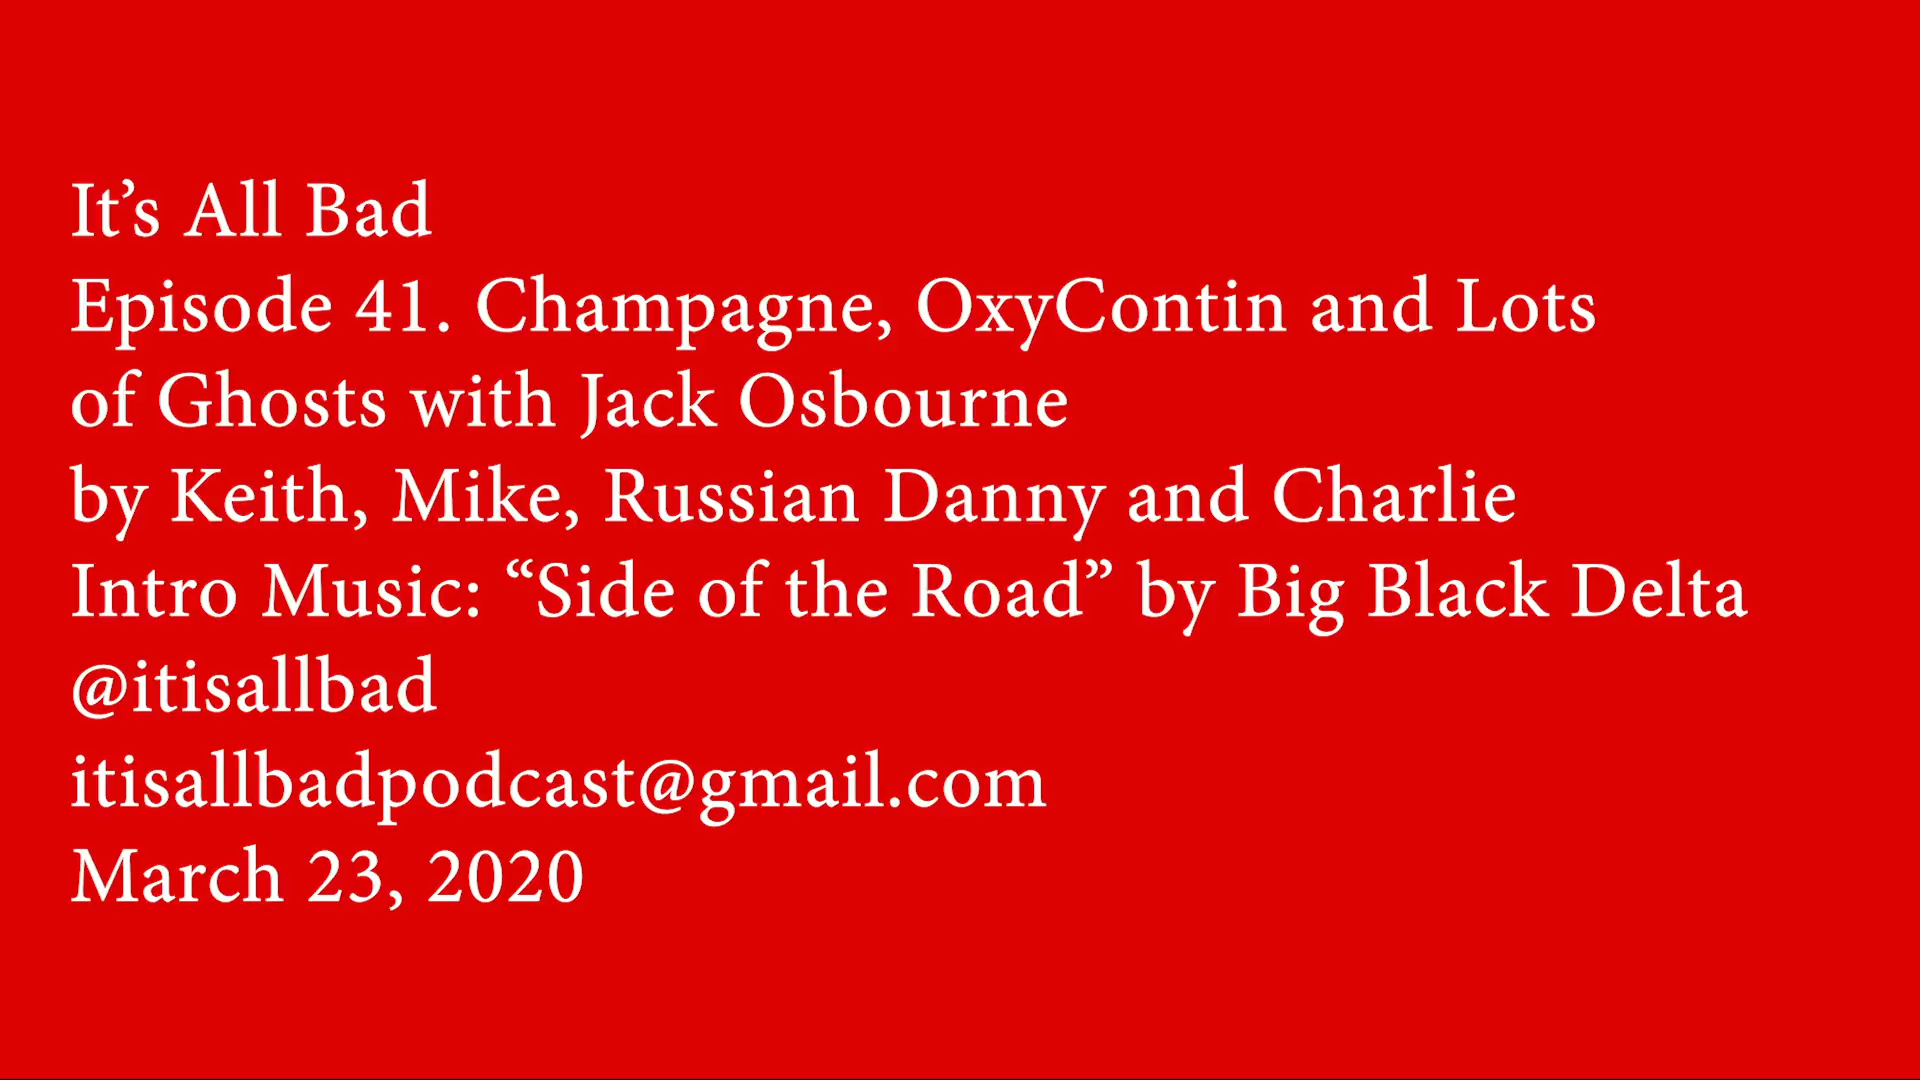 It’s All Bad
Episode 41. Champagne, OxyContin and Lots
of Ghosts with Jack Osbourne
by Keith, Mike, Russian Danny and Charlie
Intro Music: “Side of the Road” by Big Black Delta
@itisallbad
itisallbadpodcast@gmail.com
March 23, 2020